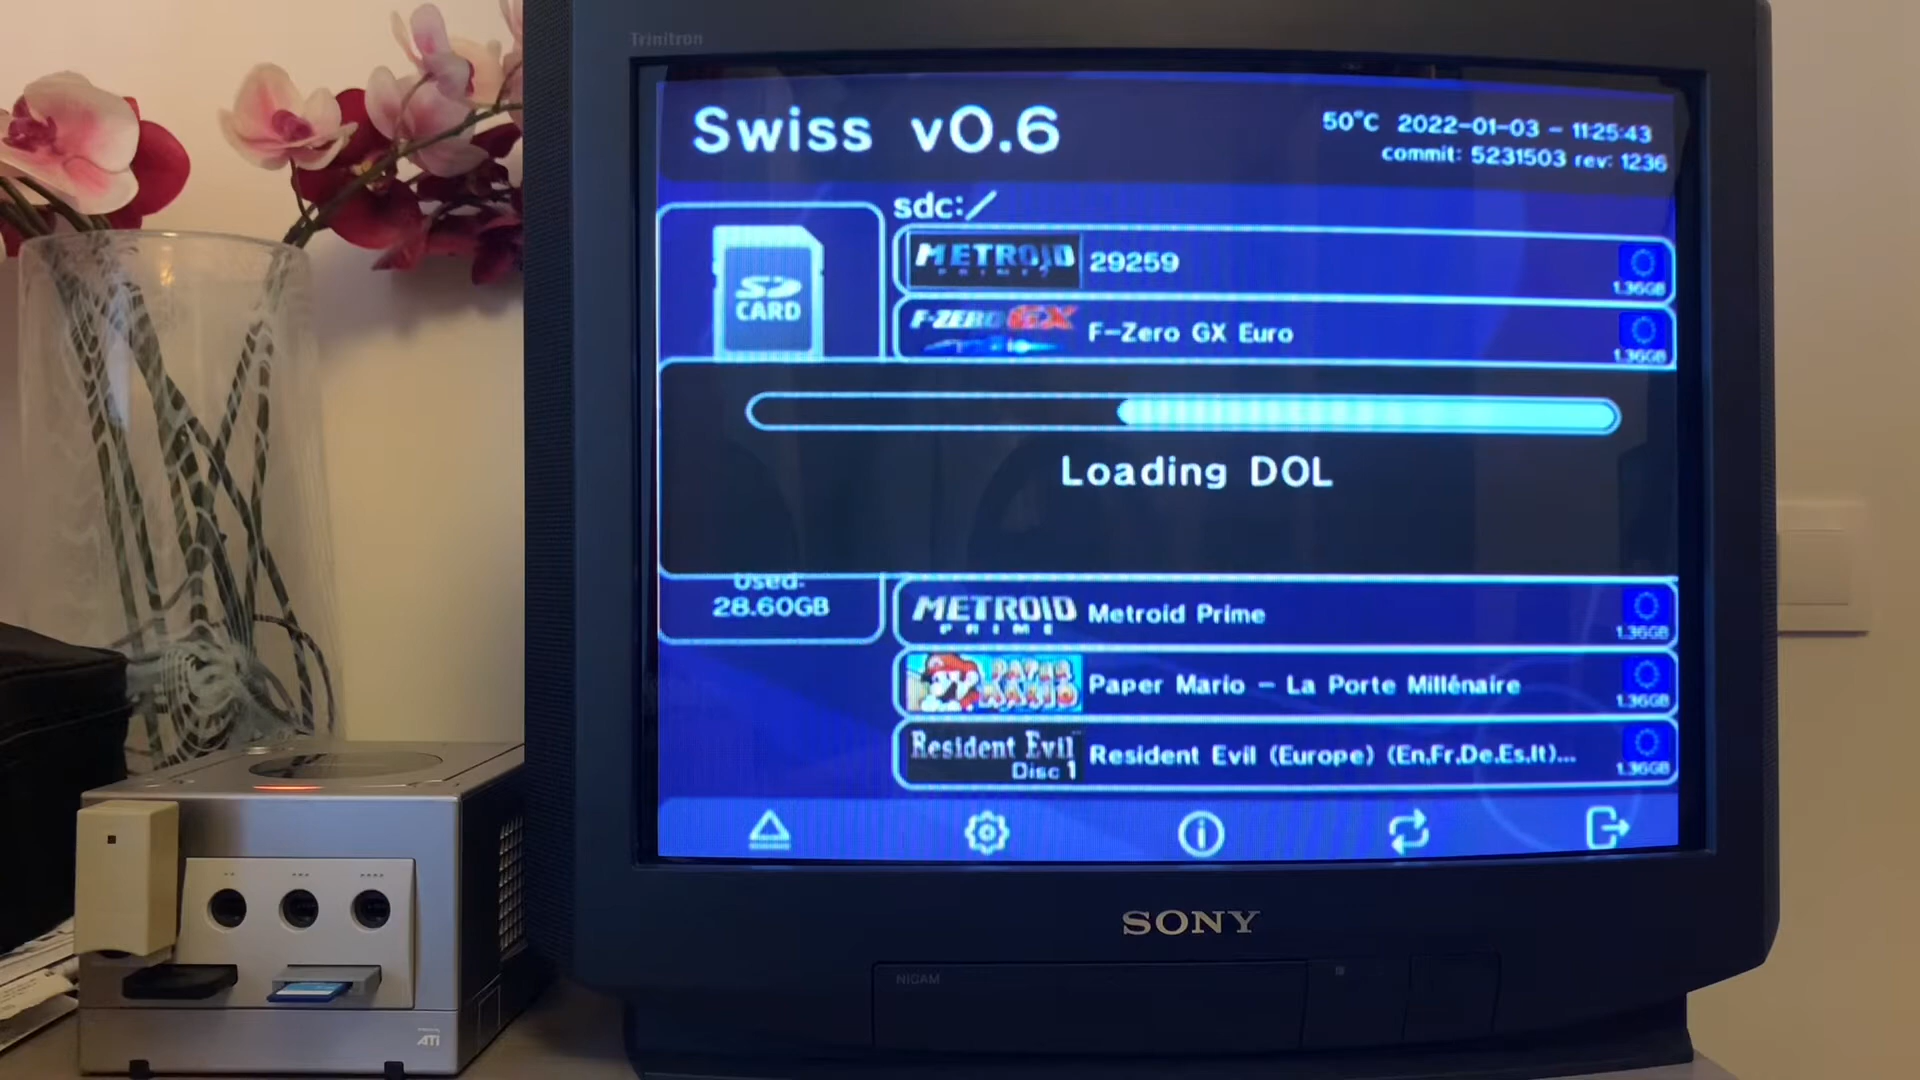 Trinitron
Swiss v0.6
50°C 2022-01-03 - 11:25:43
commit: 5231503 rev: 1236
sdc:/
SD
CARD
METROID
29259
1.36GB
F-ZERO GX
F-Zero GX Euro
1.36GB
Loading DOL
Used:
28.60GB
METROID
PRIME
Metroid Prime
1.36GB
PAPER
MARIO
Paper Mario - La Porte Millénaire
1.36GB
Resident Evil
Disc 1
Resident Evil (Europe) (En,Fr,De,Es,It)...
1.36GB
SONY
NICAM
ATI